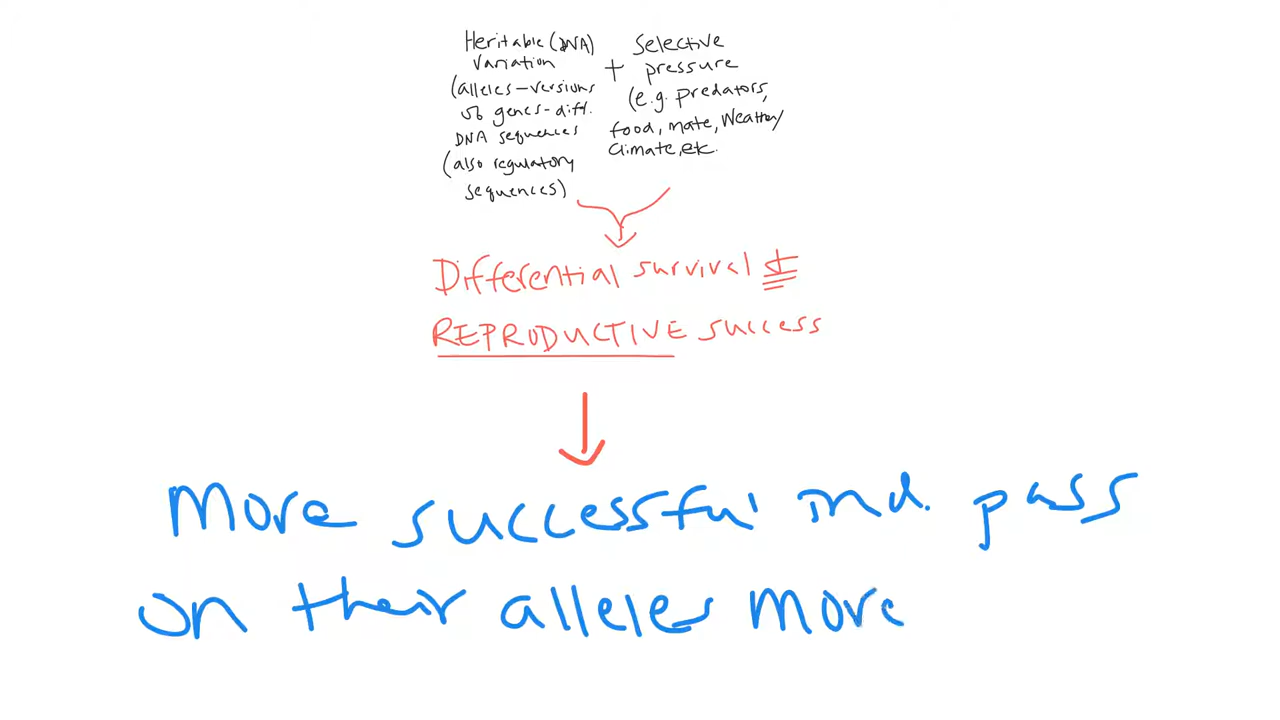 Heritable (DNA)
variation
(alleles-versions
of genes-diff.
DNA sequences
(also regulatory
sequences)
+
Selective
pressure
(e.g. predators,
food, mate, Weather/
Climate, etc.
Differential survival +
REPRODUCTIVE success
More successful ind. pass
on their alleles more